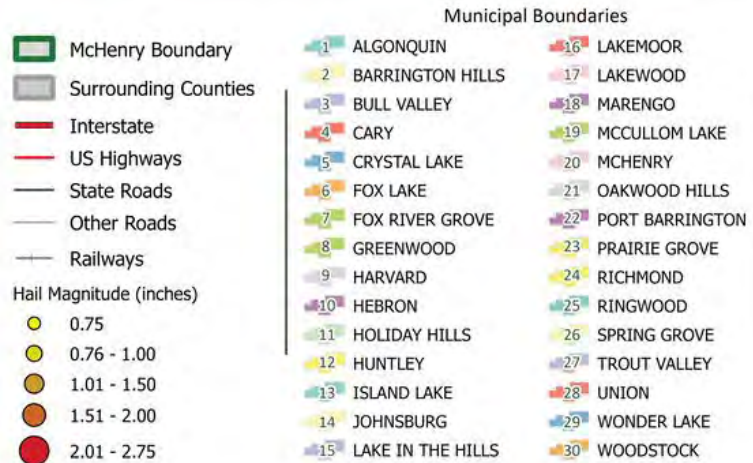 Municipal Boundaries
McHenry Boundary
Surrounding Counties
Interstate
US Highways
State Roads
Other Roads
Railways
Hail Magnitude (inches)
0.75
0.76 - 1.00
1.01 - 1.50
1.51 - 2.00
2.01 - 2.75
1 ALGONQUIN
2 BARRINGTON HILLS
3 BULL VALLEY
4 CARY
5 CRYSTAL LAKE
6 FOX LAKE
7 FOX RIVER GROVE
8 GREENWOOD
9 HARVARD
10 HEBRON
11 HOLIDAY HILLS
12 HUNTLEY
13 ISLAND LAKE
14 JOHNSBURG
15 LAKE IN THE HILLS
16 LAKEMOOR
17 LAKEWOOD
18 MARENGO
19 MCCULLOM LAKE
20 MCHENRY
21 OAKWOOD HILLS
22 PORT BARRINGTON
23 PRAIRIE GROVE
24 RICHMOND
25 RINGWOOD
26 SPRING GROVE
27 TROUT VALLEY
28 UNION
29 WONDER LAKE
30 WOODSTOCK